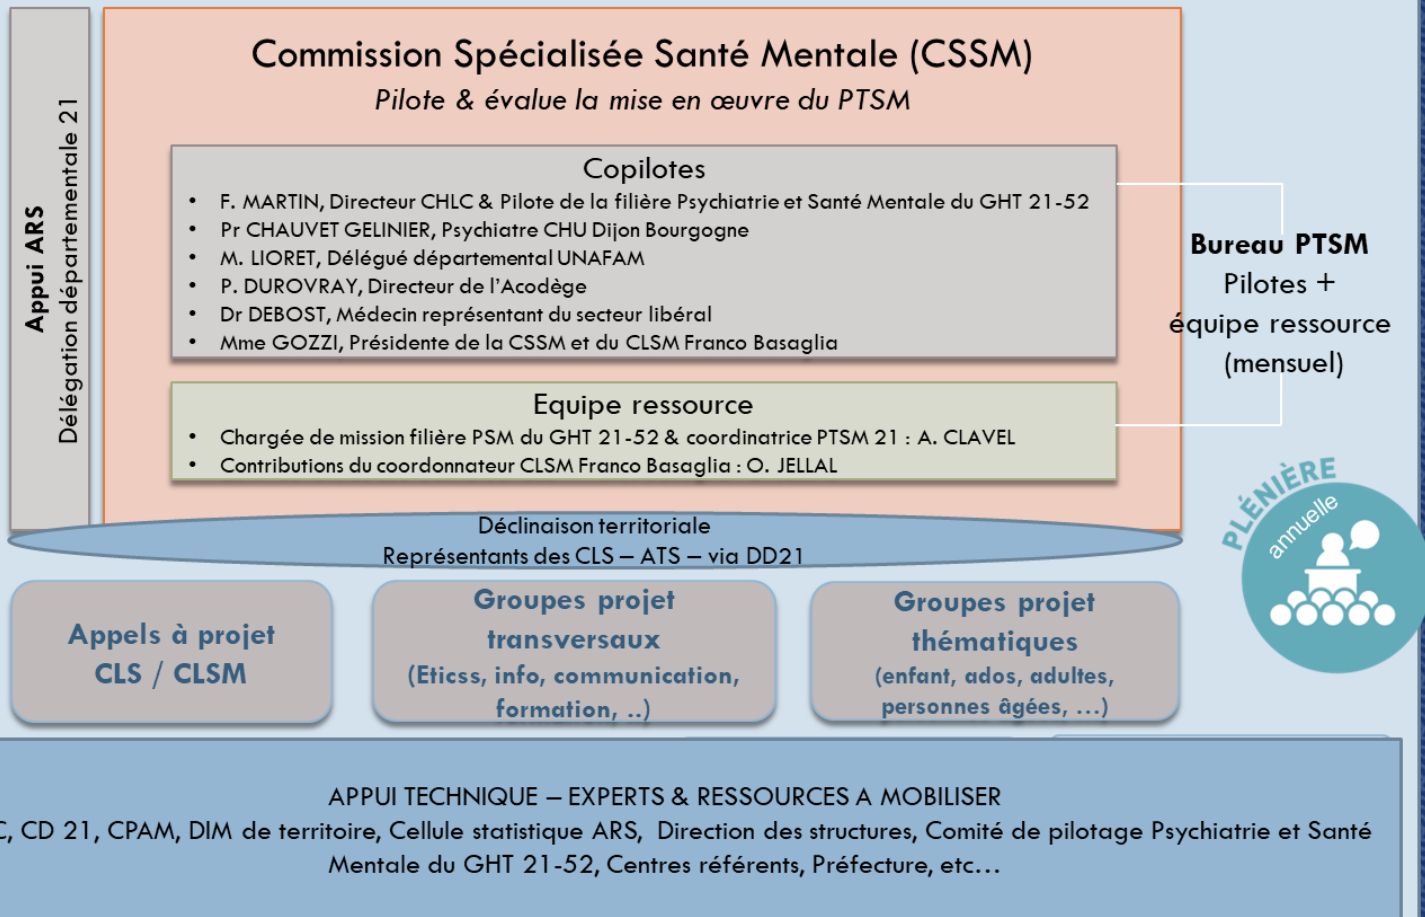 Appui ARS
Délégation départementale 21
Commission Spécialisée Santé Mentale (CSSM)
Pilote & évalue la mise en œuvre du PTSM
Copilotes
• F. MARTIN, Directeur CHLC & Pilote de la filière Psychiatrie et Santé Mentale du GHT 21-52
• Pr CHAUVET GELINIER, Psychiatre CHU Dijon Bourgogne
• M. LIORET, Délégué départemental UNAFAM
• P. DUROVRAY, Directeur de l'Acodège
• Dr DEBOST, Médecin représentant du secteur libéral
• Mme GOZZI, Présidente de la CSSM et du CLSM Franco Basaglia
Equipe ressource
• Chargée de mission filière PSM du GHT 21-52 & coordinatrice PTSM 21 : A. CLAVEL
• Contributions du coordonnateur CLSM Franco Basaglia : O. JELLAL
Bureau PTSM
Pilotes +
équipe ressource
(mensuel)
PLÉNIÈRE
annuelle
Déclinaison territoriale
Représentants des CLS – ATS – via DD21
Appels à projet
CLS / CLSM
Groupes projet
transversaux
(Eticss, info, communication,
formation, ..)
Groupes projet
thématiques
(enfant, ados, adultes,
personnes âgées, ...)
APPUI TECHNIQUE – EXPERTS & RESSOURCES A MOBILISER
, CD 21, CPAM, DIM de territoire, Cellule statistique ARS, Direction des structures, Comité de pilotage Psychiatrie et Santé
Mentale du GHT 21-52, Centres référents, Préfecture, etc...